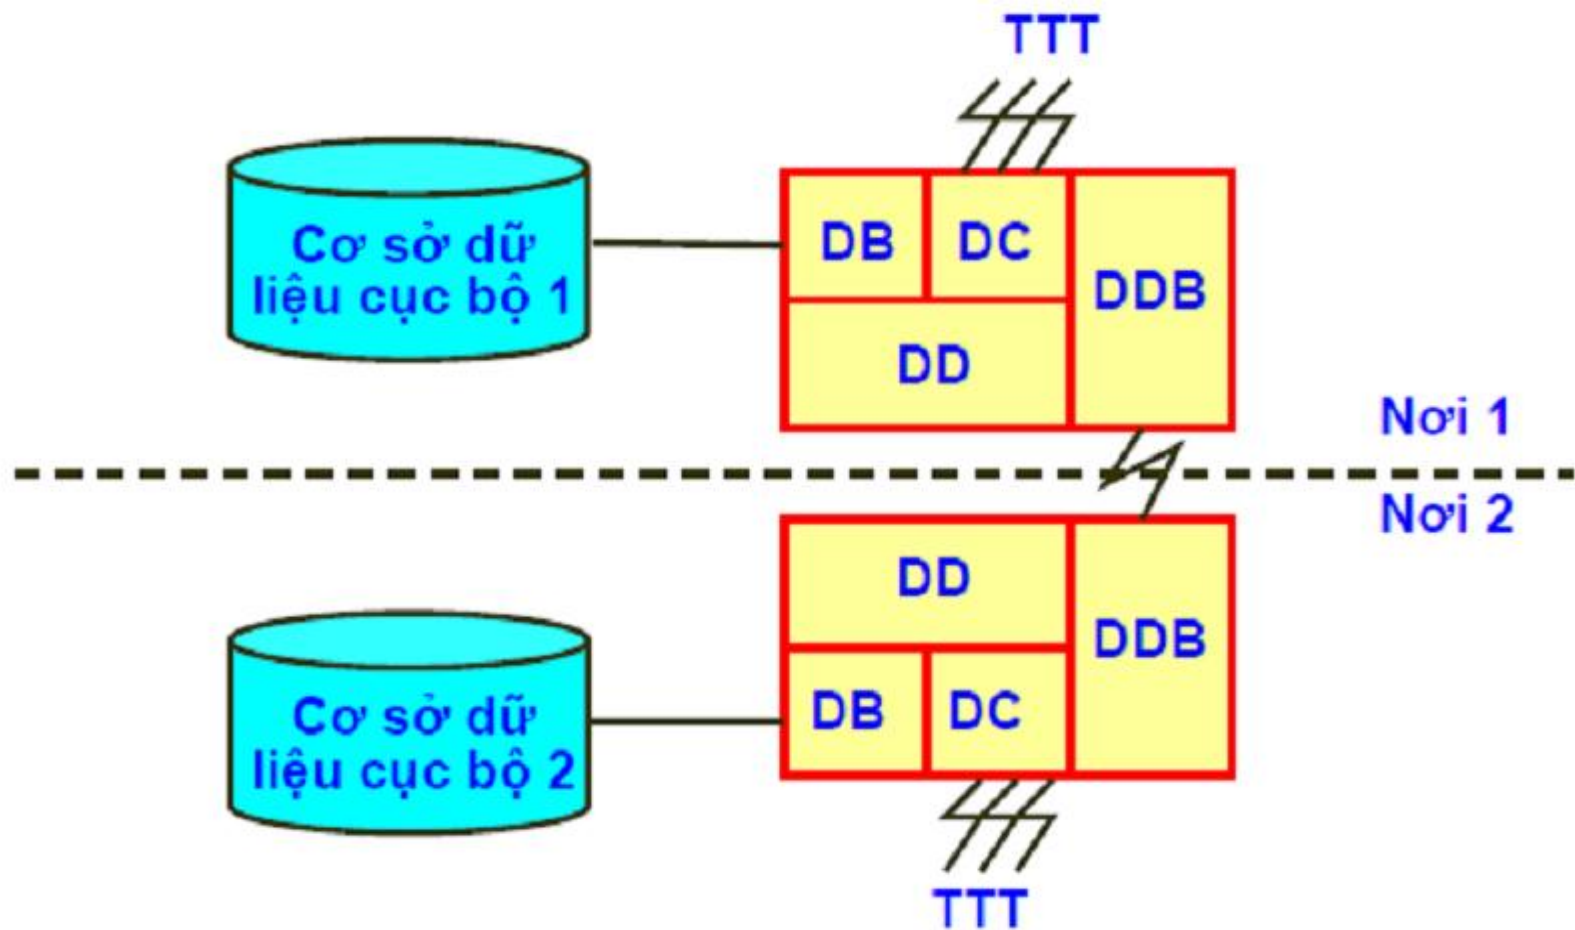 TTT
Cơ sở dữ
liệu cục bộ 1
DB
DC
DDB
DD
Nơi 1
Nơi 2
DD
DDB
Cơ sở dữ
liệu cục bộ 2
DB
DC
TTT